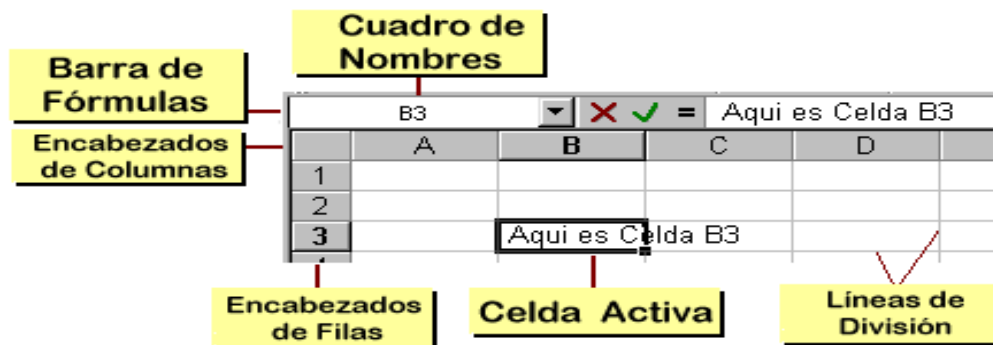 Cuadro de
Nombres
Barra de
Fórmulas
B3 = Aqui es Celda B3
Encabezados
de Columnas
A B C D
1
2
3 Aqui es Celda B3
Encabezados
de Filas
Celda Activa
Líneas de
División